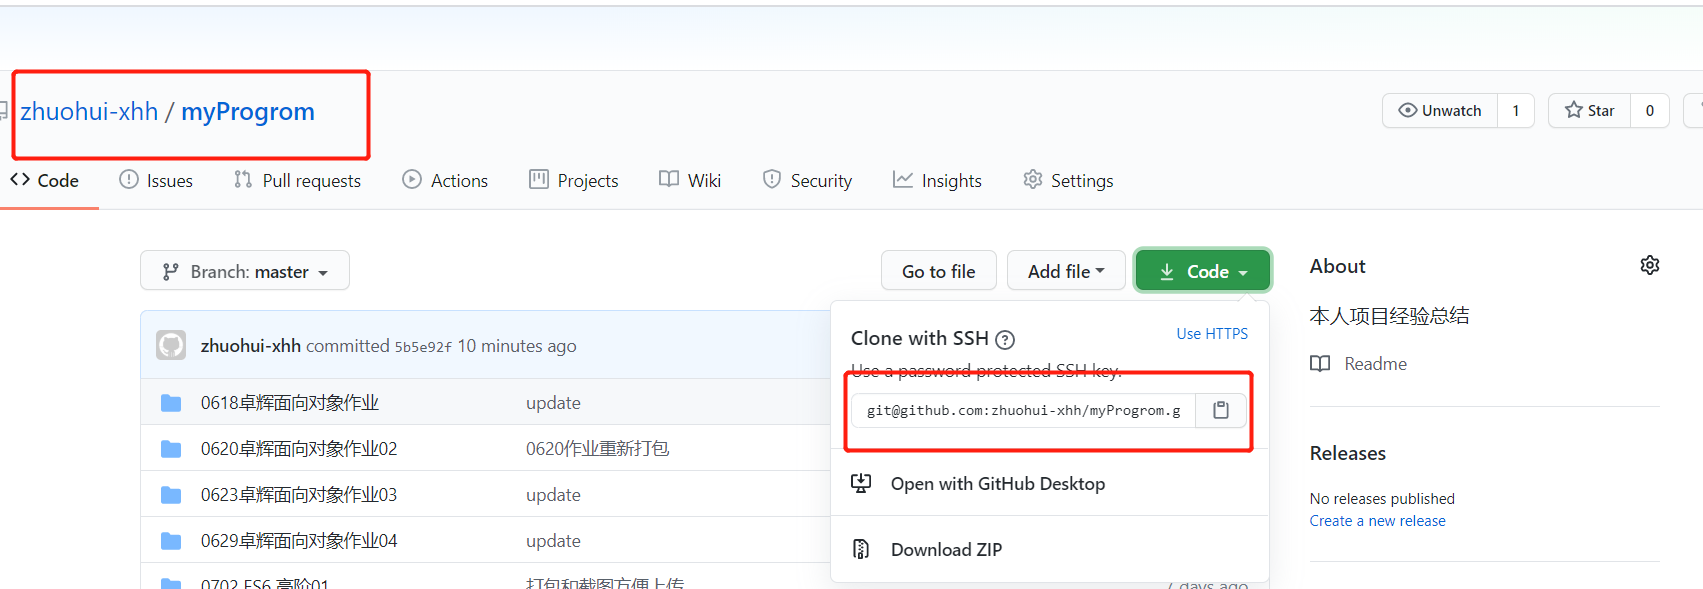 zhuohui-xhh / myProgrom
Unwatch 1 Star 0
Code Issues Pull requests Actions Projects Wiki Security Insights Settings
Branch: master Go to file Add file Code
About
本人项目经验总结
Readme
Releases
No releases published
Create a new release
zhuohui-xhh committed 5b5e92f 10 minutes ago
Clone with SSH Use HTTPS
Use a password protected SSH key.
git@github.com:zhuohui-xhh/myProgrom.g
Open with GitHub Desktop
Download ZIP
0618卓辉面向对象作业 update
0620卓辉面向对象作业02 0620作业重新打包
0623卓辉面向对象作业03 update
0629卓辉面向对象作业04 update
0702 ES6 高阶01 打包和截图方便上传 7 days ago